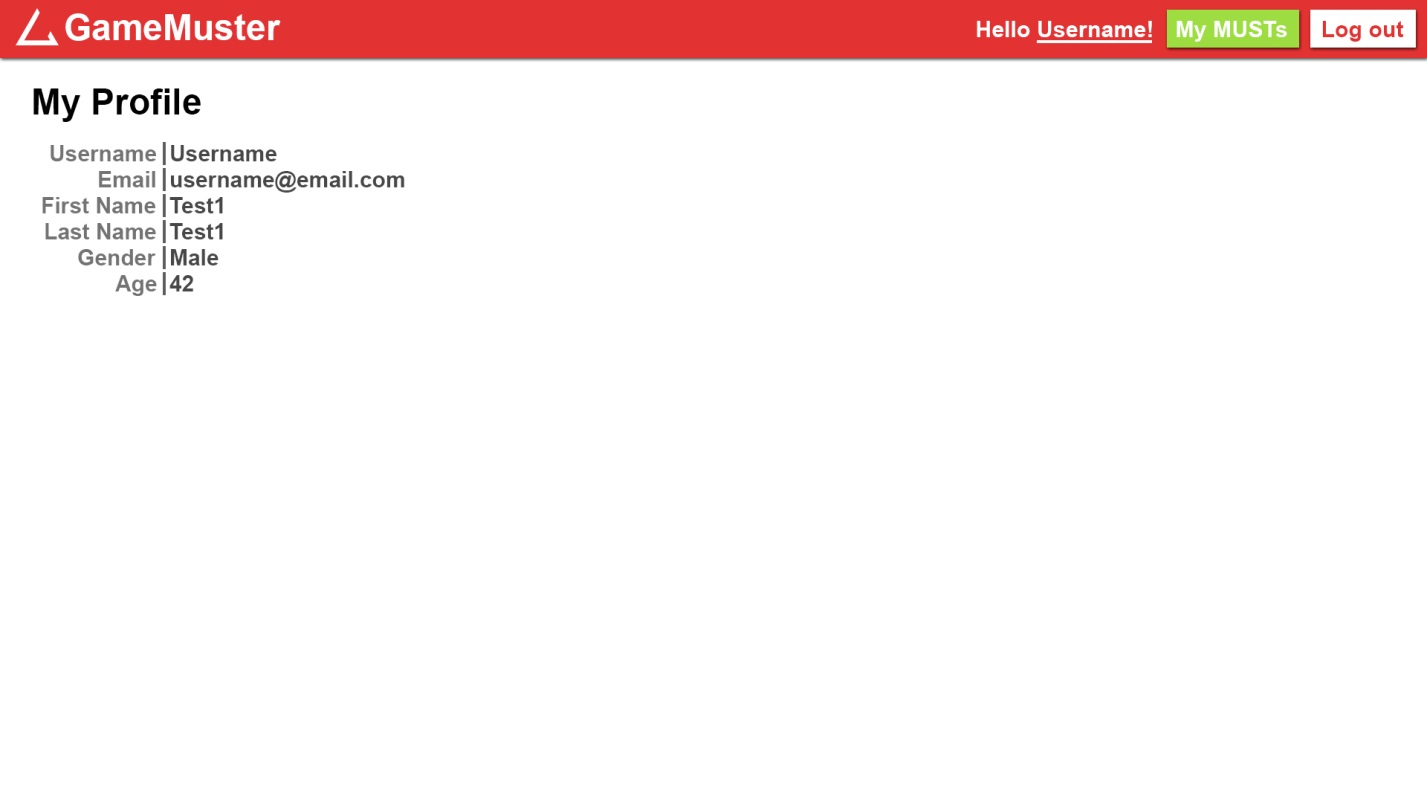 GameMuster
Hello Username!
My MUSTs
Log out
My Profile
Username Username
Email username@email.com
First Name Test1
Last Name Test1
Gender Male
Age 42